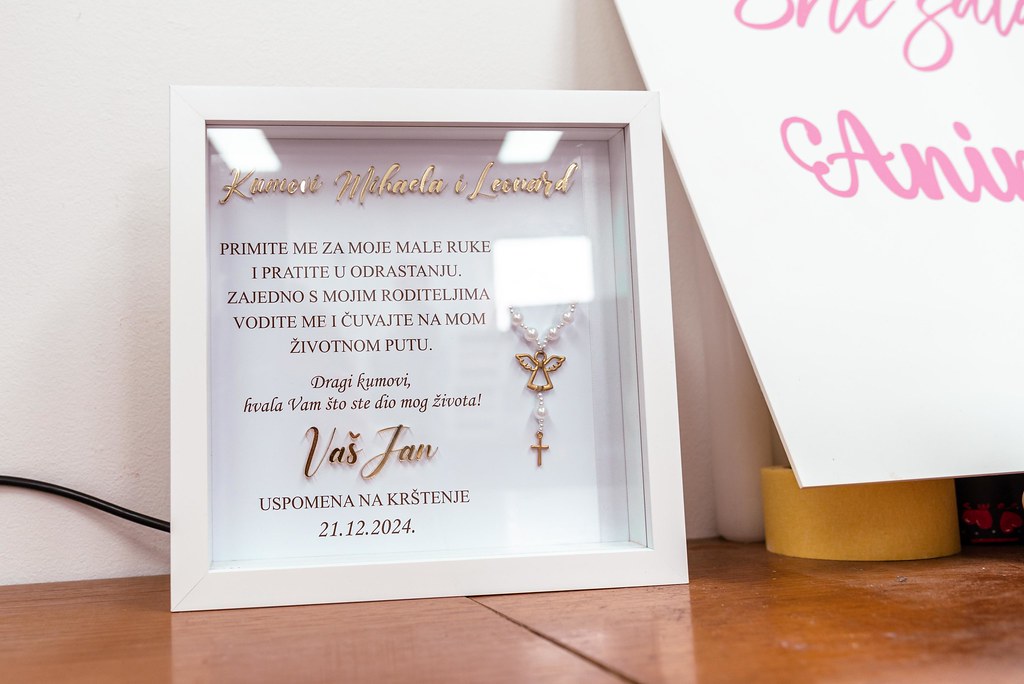 Kumovi Mihaela i Leonard
PRIMITE ME ZA MOJE MALE RUKE
I PRATITE U ODRASTANJU.
ZAJEDNO S MOJIM RODITELJIMA
VODITE ME I ČUVAJTE NA MOM
ŽIVOTNOM PUTU.
Dragi kumovi,
hvala Vam što ste dio mog života!
Vaš Jan
USPOMENA NA KRŠTENJE
21.12.2024.
She